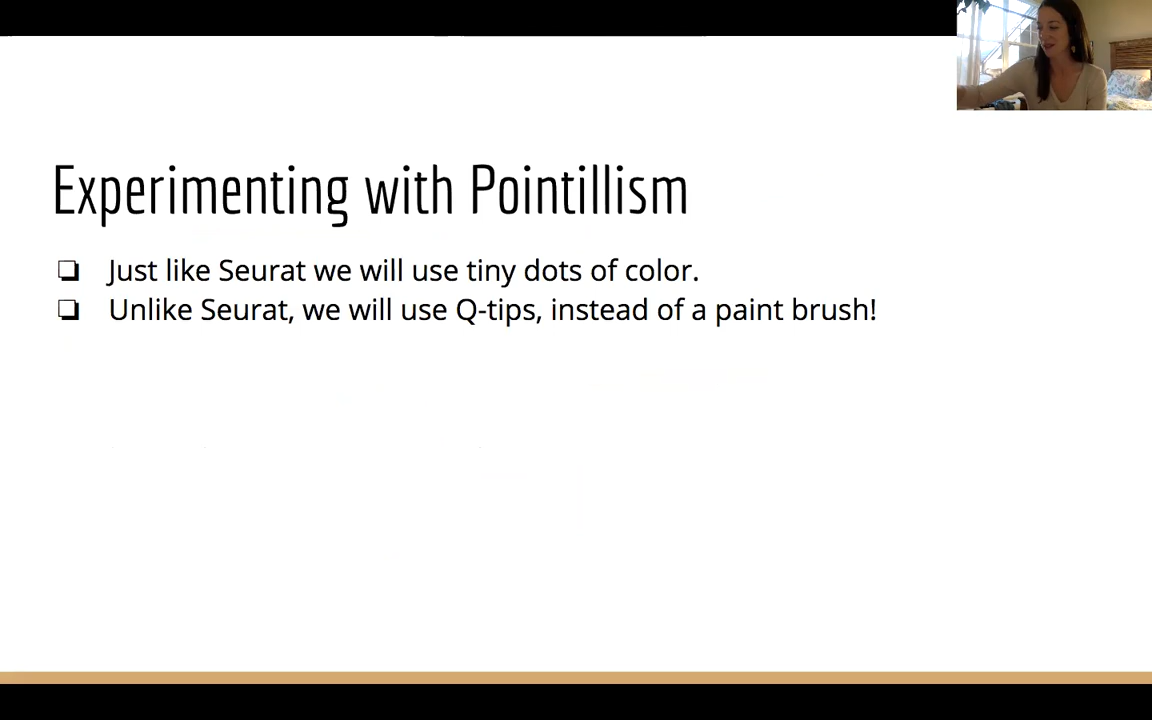 Experimenting with Pointillism
❏ Just like Seurat we will use tiny dots of color.
❏ Unlike Seurat, we will use Q-tips, instead of a paint brush!